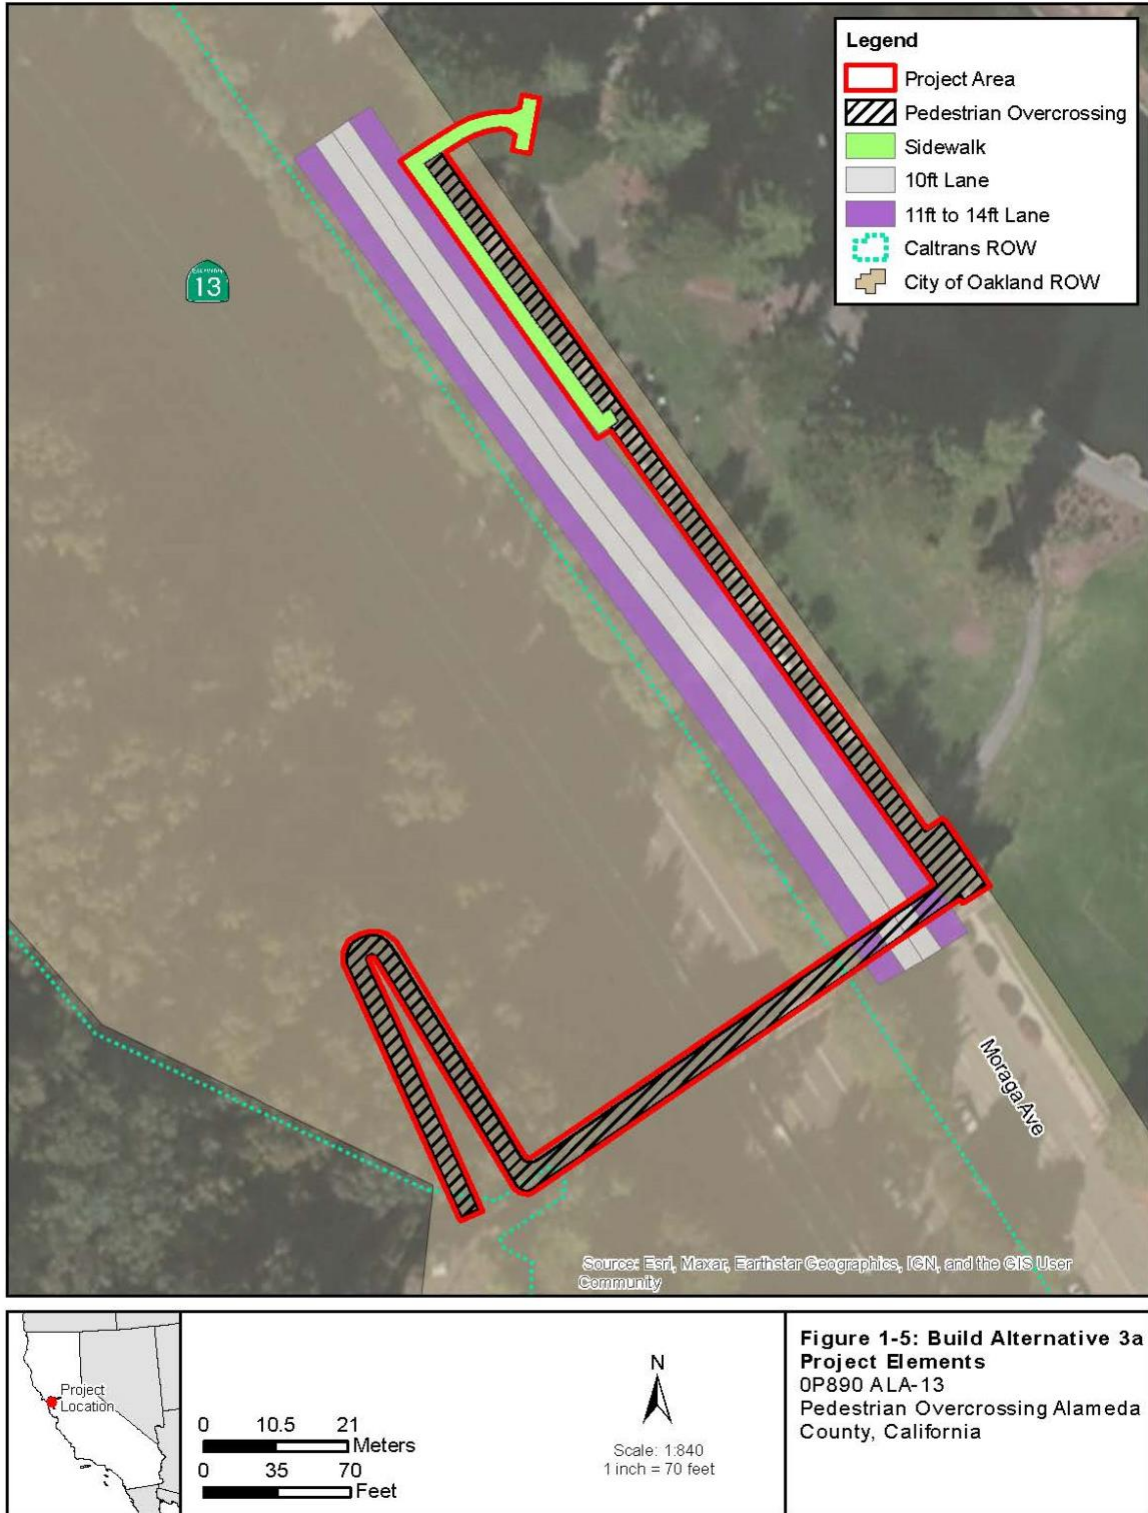 Legend
Project Area
Pedestrian Overcrossing
Sidewalk
10ft Lane
11ft to 14ft Lane
Caltrans ROW
City of Oakland ROW
13
Moraga Ave
Source: Esri, Maxar, Earthstar Geographics, IGN, and the GIS User
Community
Project
Location
0 10.5 21
Meters
0 35 70
Feet
N
Scale: 1:840
1 inch = 70 feet
Figure 1-5: Build Alternative 3a
Project Elements
0P890 ALA-13
Pedestrian Overcrossing Alameda
County, California